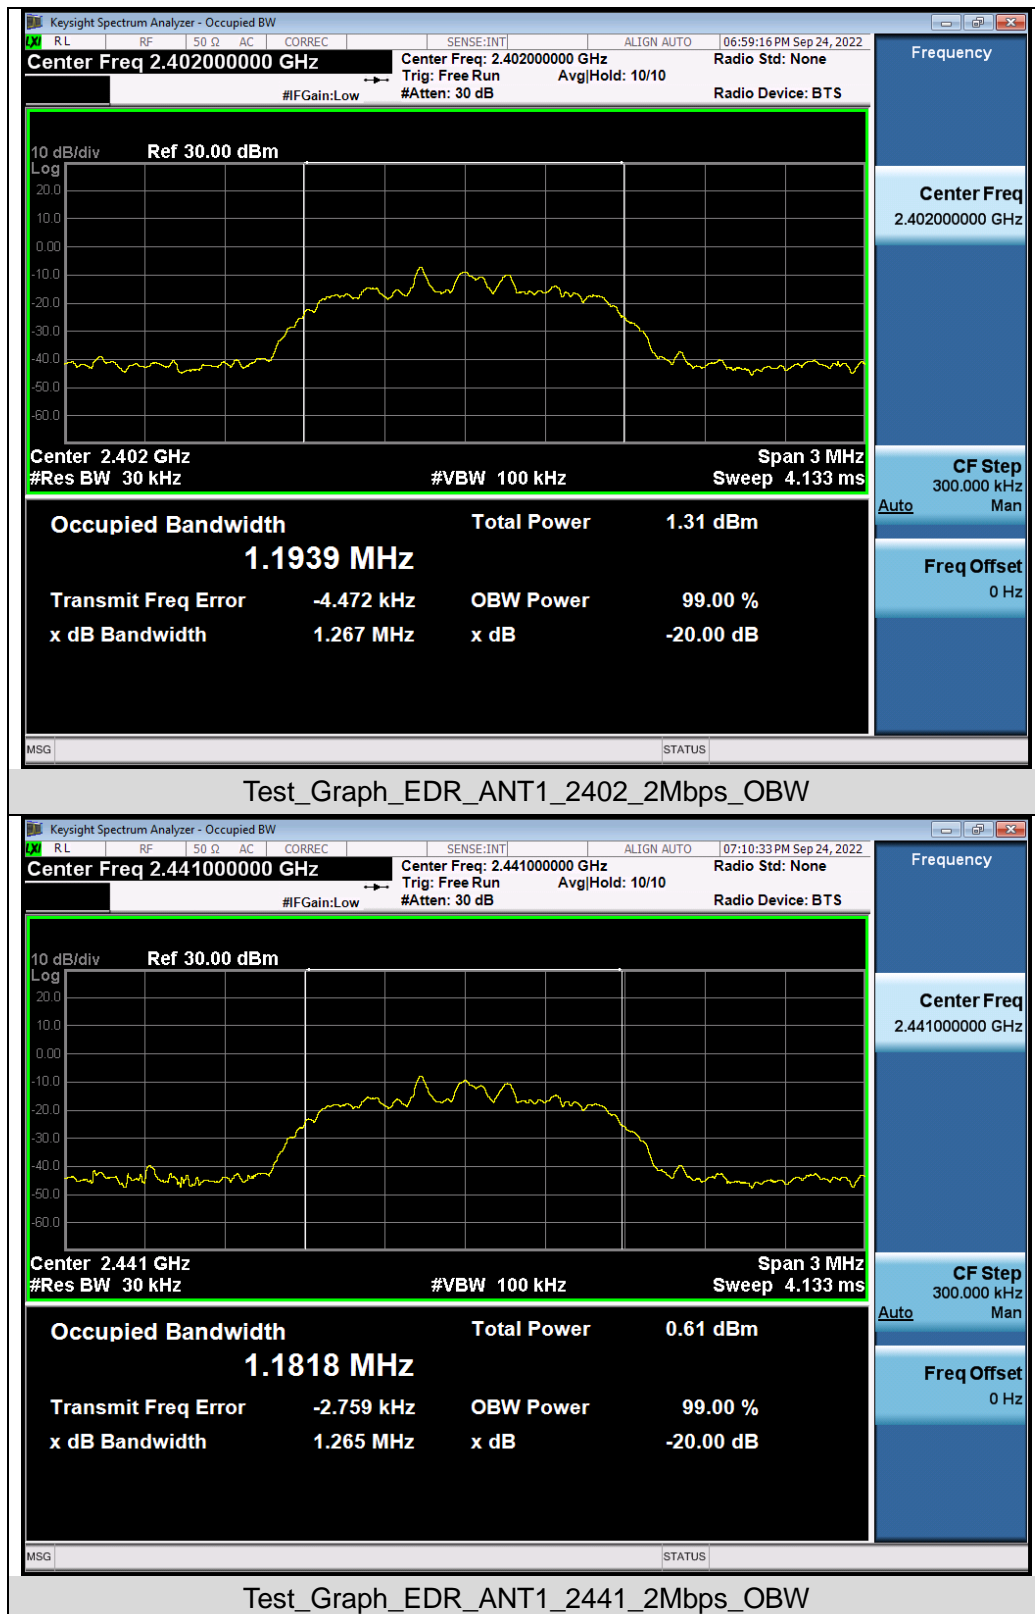 Keysight Spectrum Analyzer - Occupied BW
LXI RL RF 50 Ω AC CORREC SENSE:INT ALIGN AUTO 06:59:16 PM Sep 24, 2022
Center Freq 2.402000000 GHz Center Freq: 2.402000000 GHz Radio Std: None Frequency
Trig: Free Run Avg|Hold: 10/10
#IFGain:Low #Atten: 30 dB Radio Device: BTS
10 dB/div Ref 30.00 dBm
Log
20.0
10.0
0.00
-10.0
-20.0
-30.0
-40.0
-50.0
-60.0
Center 2.402 GHz Span 3 MHz
#Res BW 30 kHz #VBW 100 kHz Sweep 4.133 ms
Center Freq
2.402000000 GHz
CF Step
300.000 kHz
Auto Man
Freq Offset
0 Hz
Occupied Bandwidth Total Power 1.31 dBm
1.1939 MHz
Transmit Freq Error -4.472 kHz OBW Power 99.00 %
x dB Bandwidth 1.267 MHz x dB -20.00 dB
MSG STATUS
Test_Graph_EDR_ANT1_2402_2Mbps_OBW
Keysight Spectrum Analyzer - Occupied BW
LXI RL RF 50 Ω AC CORREC SENSE:INT ALIGN AUTO 07:10:33 PM Sep 24, 2022
Center Freq 2.441000000 GHz Center Freq: 2.441000000 GHz Radio Std: None Frequency
Trig: Free Run Avg|Hold: 10/10
#IFGain:Low #Atten: 30 dB Radio Device: BTS
10 dB/div Ref 30.00 dBm
Log
20.0
10.0
0.00
-10.0
-20.0
-30.0
-40.0
-50.0
-60.0
Center 2.441 GHz Span 3 MHz
#Res BW 30 kHz #VBW 100 kHz Sweep 4.133 ms
Center Freq
2.441000000 GHz
CF Step
300.000 kHz
Auto Man
Freq Offset
0 Hz
Occupied Bandwidth Total Power 0.61 dBm
1.1818 MHz
Transmit Freq Error -2.759 kHz OBW Power 99.00 %
x dB Bandwidth 1.265 MHz x dB -20.00 dB
MSG STATUS
Test_Graph_EDR_ANT1_2441_2Mbps_OBW